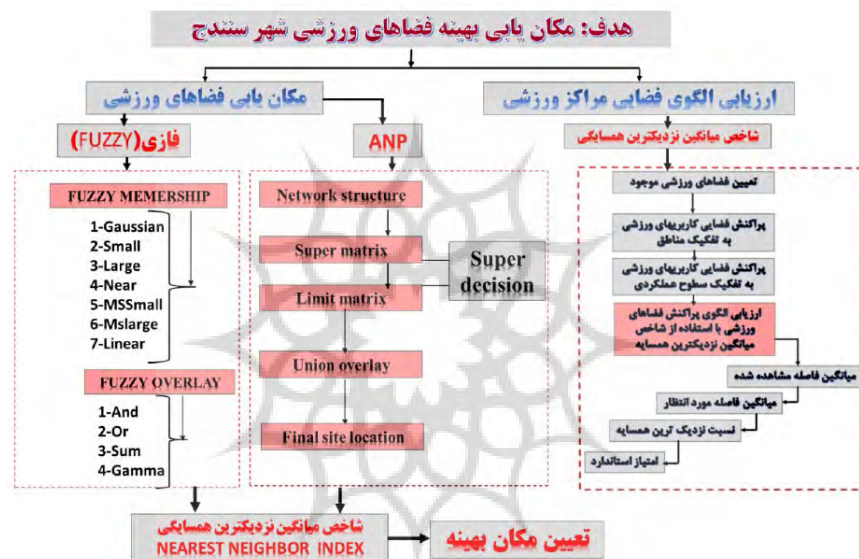 هدف: مکان یابی بهینه فضاهای ورزشی شهر سنندج
ارزیابی الگوی فضایی مراکز ورزشی
مکان یابی فضاهای ورزشی
شاخص میانگین نزدیکترین همسایگی
تعیین فضاهای ورزشی موجود
پراکنش فضایی کاربریهای ورزشی
به تفکیک مناطق
پراکنش فضایی کاربریهای ورزشی
به تفکیک سطوح عملکردی
ارزیابی الگوی پراکنش فضاهای
ورزشی با استفاده از شاخص
میانگین نزدیکترین همسایه
میانگین فاصله مشاهده شده
میانگین فاصله مورد انتظار
نسبت نزدیک ترین همسایه
امتیاز استاندارد
ANP
Network structure
Super matrix
Limit matrix
Super
decision
Union overlay
Final site location
فازی(FUZZY)
FUZZY MEMERSHIP
1-Gaussian
2-Small
3-Large
4-Near
5-MSSmall
6-Mslarge
7-Linear
FUZZY OVERLAY
1-And
2-Or
3-Sum
4-Gamma
شاخص میانگین نزدیکترین همسایگی
NEAREST NEIGHBOR INDEX
تعیین مکان بهینه